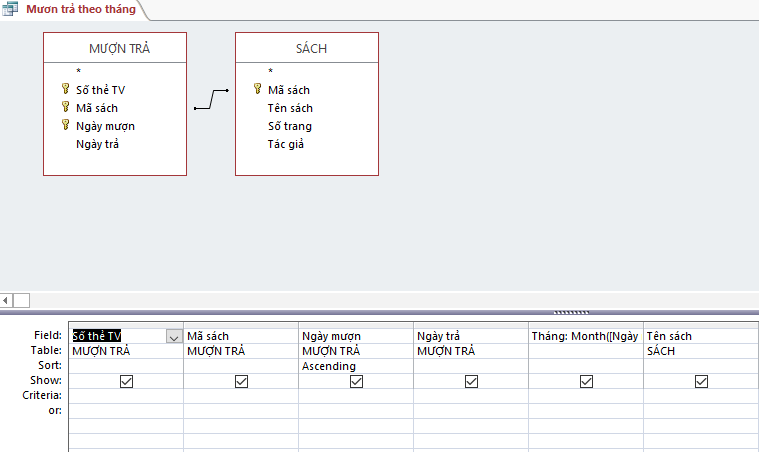 Mươn trả theo tháng
MƯỢN TRẢ
*
Số thẻ TV
Mã sách
Ngày mượn
Ngày trả
SÁCH
*
Mã sách
Tên sách
Số trang
Tác giả
Field: Số thẻ TV Mã sách Ngày mượn Ngày trả Tháng: Month([Ngày Tên sách
Table: MƯỢN TRẢ MƯỢN TRẢ MƯỢN TRẢ MƯỢN TRẢ SÁCH
Sort: Ascending
Show:
Criteria:
or: